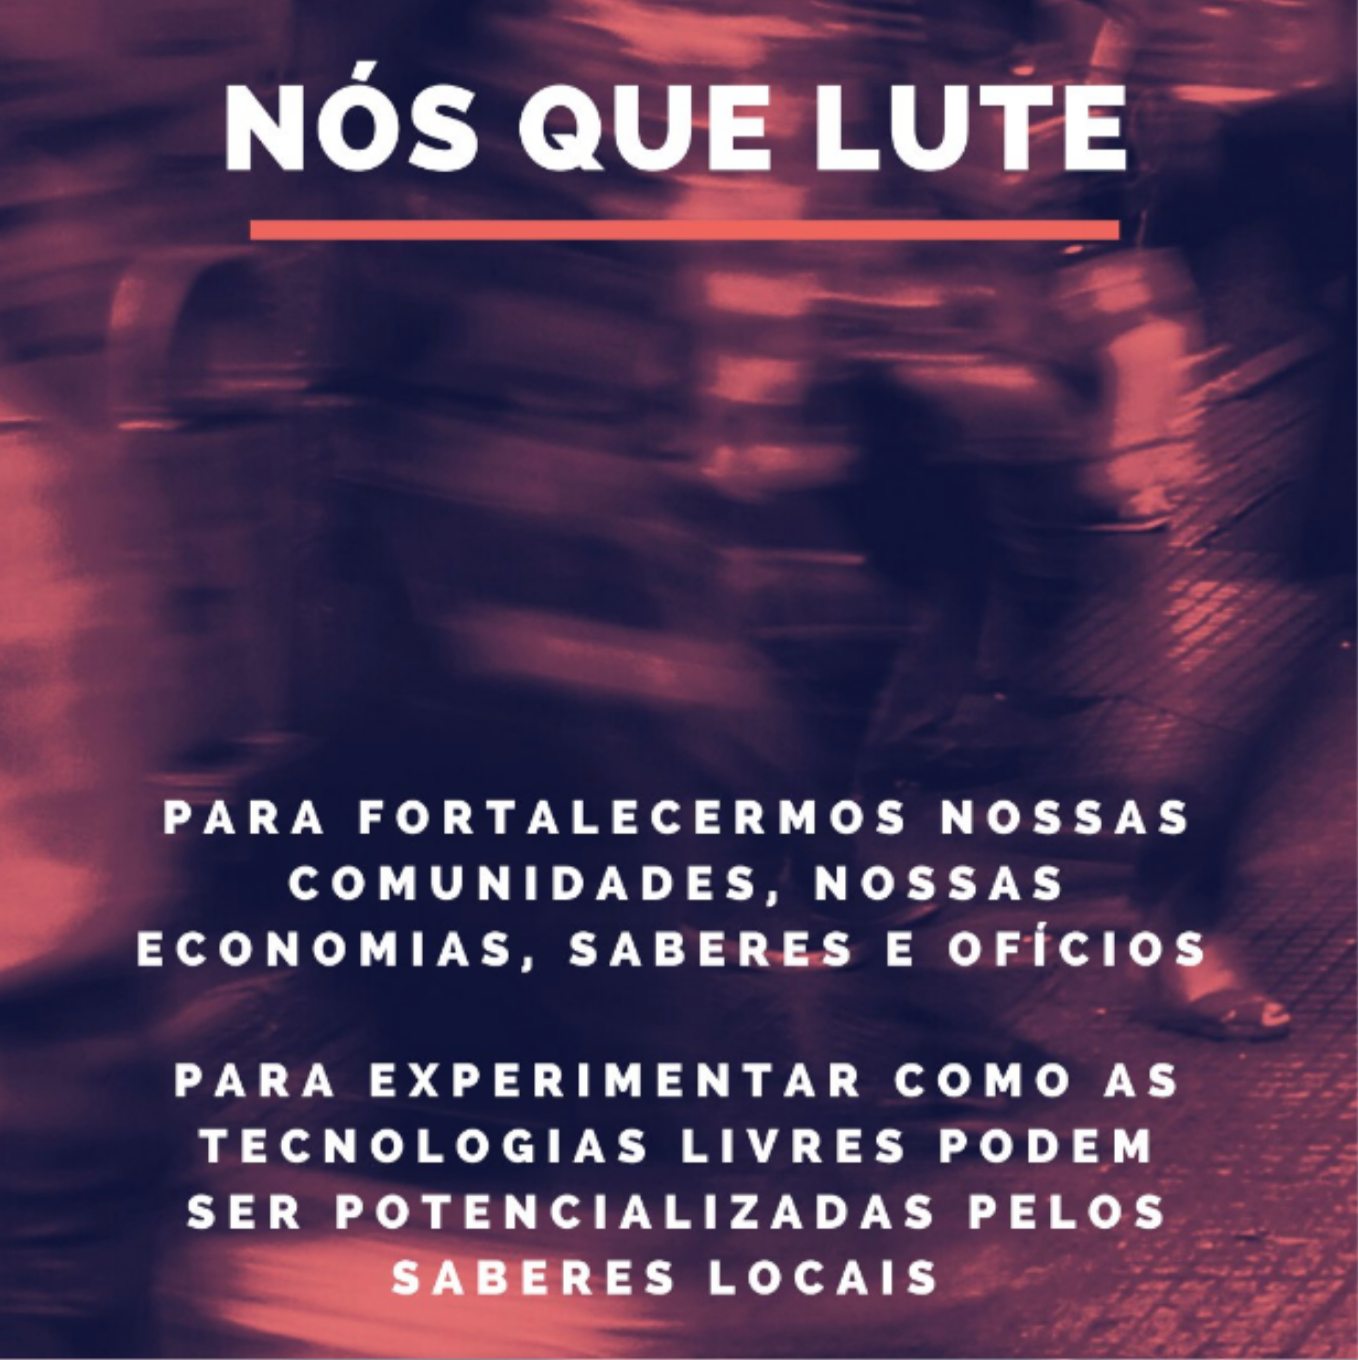 NÓS QUE LUTE
PARA FORTALECERMOS NOSSAS
COMUNIDADES, NOSSAS
ECONOMIAS, SABERES E OFÍCIOS
PARA EXPERIMENTAR COMO AS
TECNOLOGIAS LIVRES PODEM
SER POTENCIALIZADAS PELOS
SABERES LOCAIS